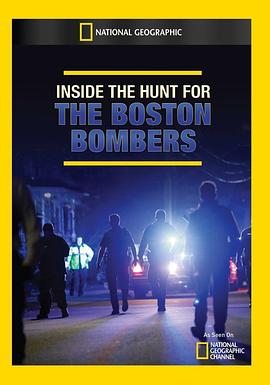 NATIONAL GEOGRAPHIC
INSIDE THE HUNT FOR
THE BOSTON
BOMBERS
As Seen On
NATIONAL
GEOGRAPHIC
CHANNEL